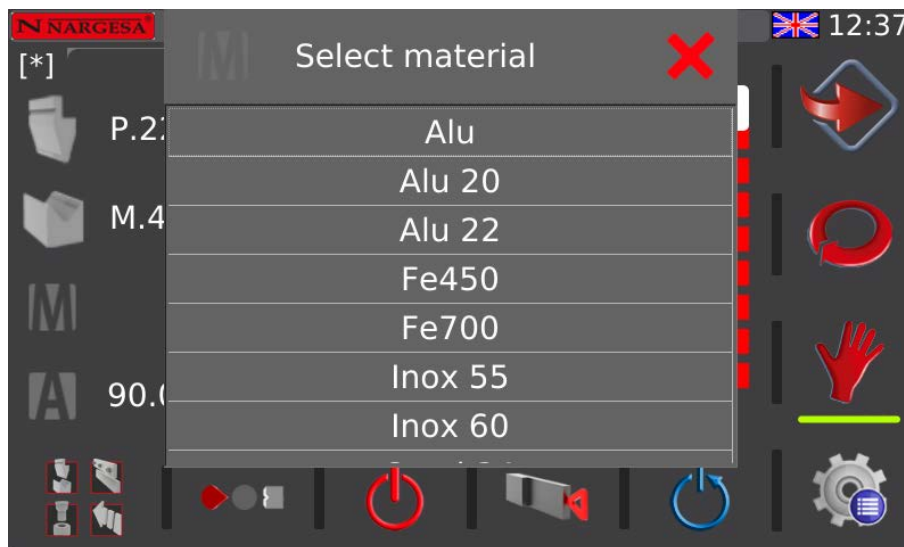 N NARGESA
12:37
Select material
[*]
P.22
Alu
Alu 20
M.4
Alu 22
Fe450
M
Fe700
Inox 55
A 90.0
Inox 60